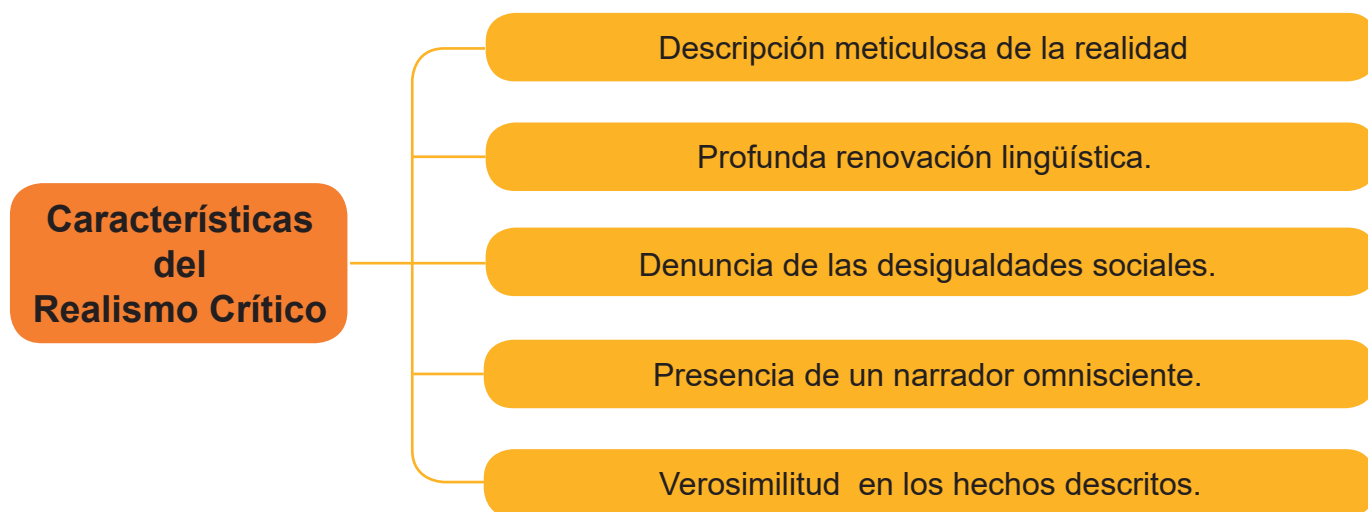 Características
del
Realismo Crítico
Descripción meticulosa de la realidad
Profunda renovación lingüística.
Denuncia de las desigualdades sociales.
Presencia de un narrador omnisciente.
Verosimilitud  en los hechos descritos.